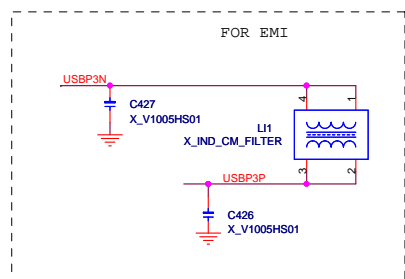 FOR EMI
USBP3N
C427
X_V1005HS01
4
1
LI1
X_IND_CM_FILTER
3
2
USBP3P
C426
X_V1005HS01